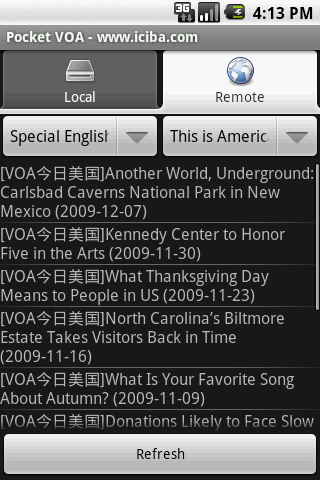 3G 4:13 PM
Pocket VOA - www.iciba.com
Local Remote
Special English This is Americ
[VOA今日美国]Another World, Underground:
Carlsbad Caverns National Park in New
Mexico (2009-12-07)
[VOA今日美国]Kennedy Center to Honor
Five in the Arts (2009-11-30)
[VOA今日美国]What Thanksgiving Day
Means to People in US (2009-11-23)
[VOA今日美国]North Carolina’s Biltmore
Estate Takes Visitors Back in Time
(2009-11-16)
[VOA今日美国]What Is Your Favorite Song
About Autumn? (2009-11-09)
[VOA今日美国]Donations Likely to Face Slow
Refresh